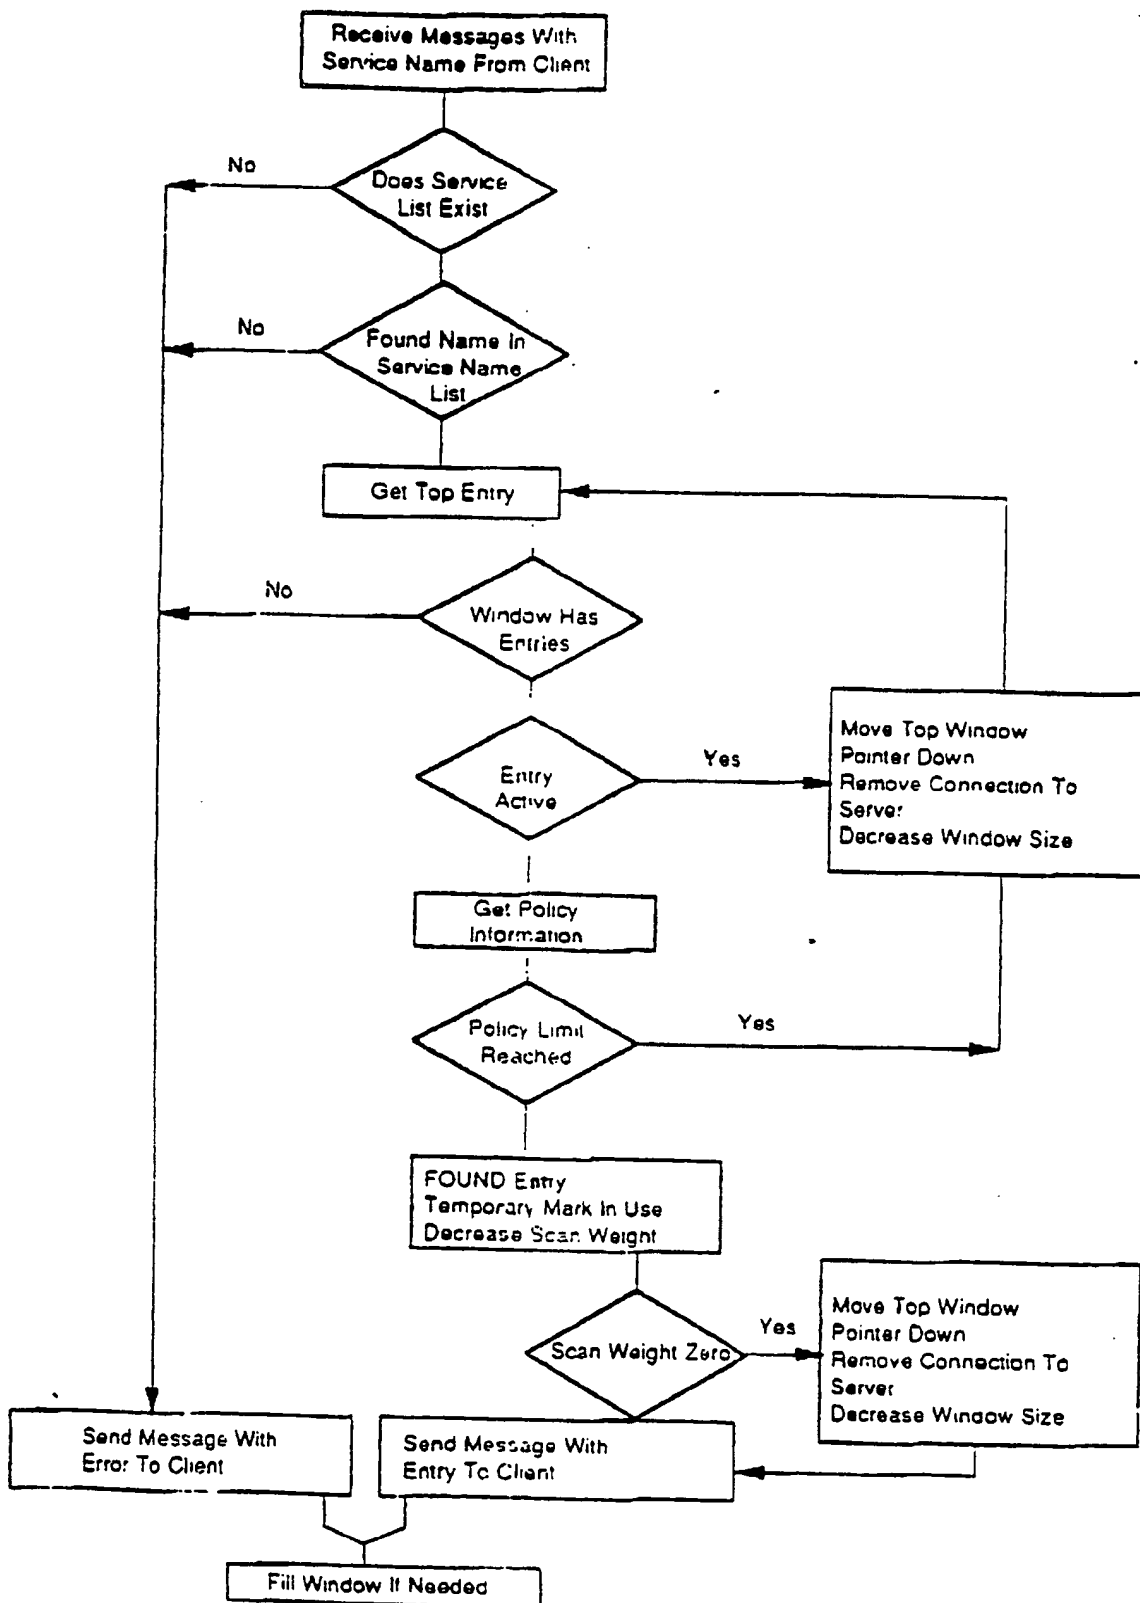 Receive Messages With
Service Name From Client
No
Does Service
List Exist
No
Found Name In
Service Name
List
Get Top Entry
No
Window Has
Entries
Move Top Window
Pointer Down
Remove Connection To
Server
Decrease Window Size
Yes
Entry
Active
Get Policy
Information
Policy Limit
Reached
Yes
FOUND Entry
Temporary Mark In Use
Decrease Scan Weight
Scan Weight Zero
Yes
Move Top Window
Pointer Down
Remove Connection To
Server
Decrease Window Size
Send Message With
Error To Client
Send Message With
Entry To Client
Fill Window If Needed